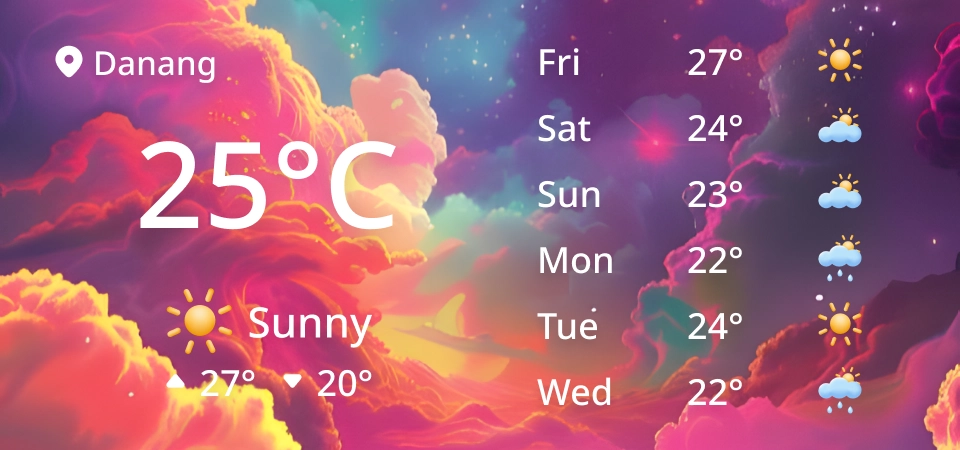 Danang
25°C
Sunny
27° 20°
Fri 27°
Sat 24°
Sun 23°
Mon 22°
Tue 24°
Wed 22°